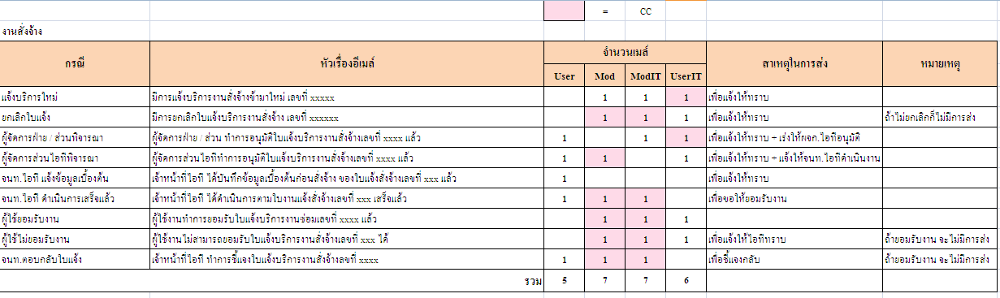 = CC
งานสั่งจ้าง
กรณี หัวเรื่องอีเมล์ จำนวนเมล์ สาเหตุในการส่ง หมายเหตุ
User Mod ModIT UserIT
แจ้งบริการใหม่ มีการแจ้งบริการงานสั่งจ้างข้ามาใหม่ เลขที่ xxxxx 1 1 1 เพื่อแจ้งให้ทราบ
ยกเลิกใบแจ้ง มีการยกเลิกใบแจ้งบริการงานสั่งจ้าง เลขที่ xxxxxx 1 1 1 เพื่อแจ้งให้ทราบ ถ้าไม่ยกเลิกก็ไม่มีการส่ง
ผู้จัดการฝ่าย / ส่วนพิจารณา ผู้จัดการฝ่าย / ส่วน ทำการอนุมัติใบแจ้งบริการงานสั่งจ้างเลขที่ xxxx แล้ว 1 1 1 เพื่อแจ้งให้ทราบ + เร่งให้ผจก.ไอทีอนุมัติ
ผู้จัดการส่วนไอทีพิจารณา ผู้จัดการส่วนไอทีทำการอนุมัติใบแจ้งบริการงานสั่งจ้างเลขที่ xxxx แล้ว 1 1 1 เพื่อแจ้งให้ทราบ + แจ้งให้จนท.ไอทีดำเนินงาน
จนท.ไอที แจ้งข้อมูลเบื้องต้น เจ้าหน้าที่ไอที ได้บันทึกข้อมูลเบื้องต้นก่อนสั่งจ้าง ของใบแจ้งสั่งจ้างเลขที่ xxx แล้ว 1 เพื่อแจ้งให้ทราบ
จนท.ไอที ดำเนินการเสร็จแล้ว เจ้าหน้าที่ไอที ได้ดำเนินการตามใบงานแจ้งสั่งจ้างเลขที่ xxx เสร็จแล้ว 1 1 1 เพื่อขอให้ยอมรับงาน
ผู้ใช้ยอมรับงาน ผู้ใช้งานทำการยอมรับใบแจ้งบริการงานซ่อมเลขที่ xxxx แล้ว 1 1 1
ผู้ใช้ไม่ยอมรับงาน ผู้ใช้งานไม่สามารถยอมรับใบแจ้งบริการงานสั่งจ้างเลขที่ xxx ได้ 1 1 1 เพื่อแจ้งให้ไอทีทราบ ถ้ายอมรับงาน จะไม่มีการส่ง
จนท.ตอบกลับใบแจ้ง เจ้าหน้าที่ไอที ทำการชี้แจงใบแจ้งบริการงานสั่งจ้างเลขที่ xxxx 1 1 1 เพื่อชี้แจงกลับ ถ้ายอมรับงาน จะไม่มีการส่ง
รวม 5 7 7 6